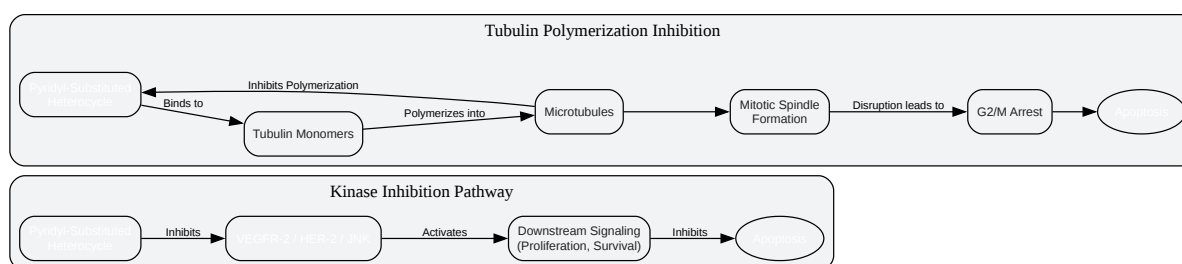 Tubulin Polymerization Inhibition
Pyridyl-Substituted
Heterocycle
Inhibits Polymerization
Binds to
Tubulin Monomers
Polymerizes into
Microtubules
Mitotic Spindle
Formation
Disruption leads to
G2/M Arrest
Apoptosis
Kinase Inhibition Pathway
Pyridyl-Substituted
Heterocycle
Inhibits
VEGFR-2 / HER-2 / JNK
Activates
Downstream Signaling
(Proliferation, Survival)
Inhibits
Apoptosis